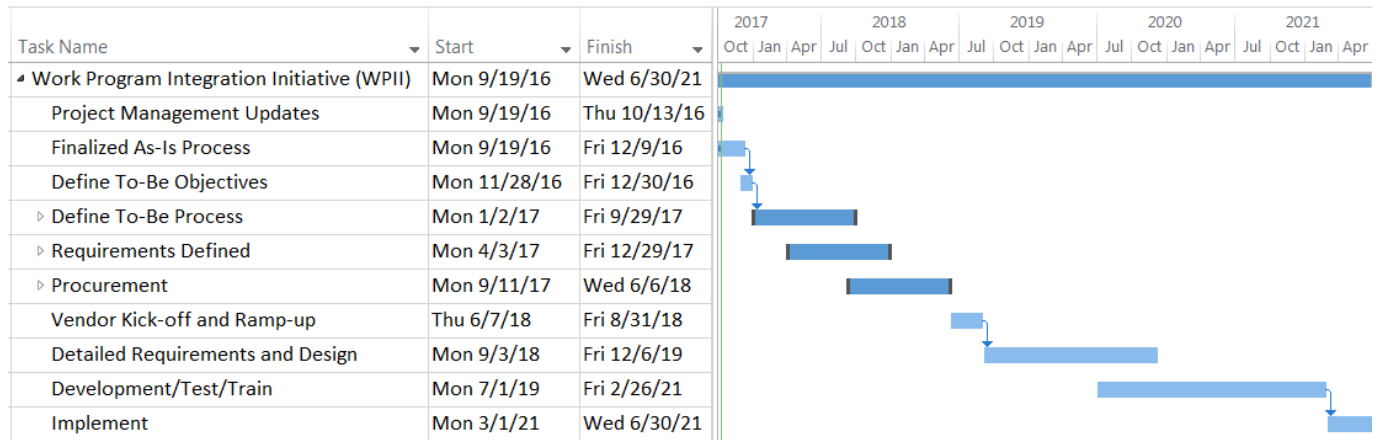 2017 2018 2019 2020 2021
Task Name Start Finish Oct Jan Apr Jul Oct Jan Apr Jul Oct Jan Apr Jul Oct Jan Apr Jul Oct Jan Apr
Work Program Integration Initiative (WPII) Mon 9/19/16 Wed 6/30/21
Project Management Updates Mon 9/19/16 Thu 10/13/16
Finalized As-Is Process Mon 9/19/16 Fri 12/9/16
Define To-Be Objectives Mon 11/28/16 Fri 12/30/16
Define To-Be Process Mon 1/2/17 Fri 9/29/17
Requirements Defined Mon 4/3/17 Fri 12/29/17
Procurement Mon 9/11/17 Wed 6/6/18
Vendor Kick-off and Ramp-up Thu 6/7/18 Fri 8/31/18
Detailed Requirements and Design Mon 9/3/18 Fri 12/6/19
Development/Test/Train Mon 7/1/19 Fri 2/26/21
Implement Mon 3/1/21 Wed 6/30/21